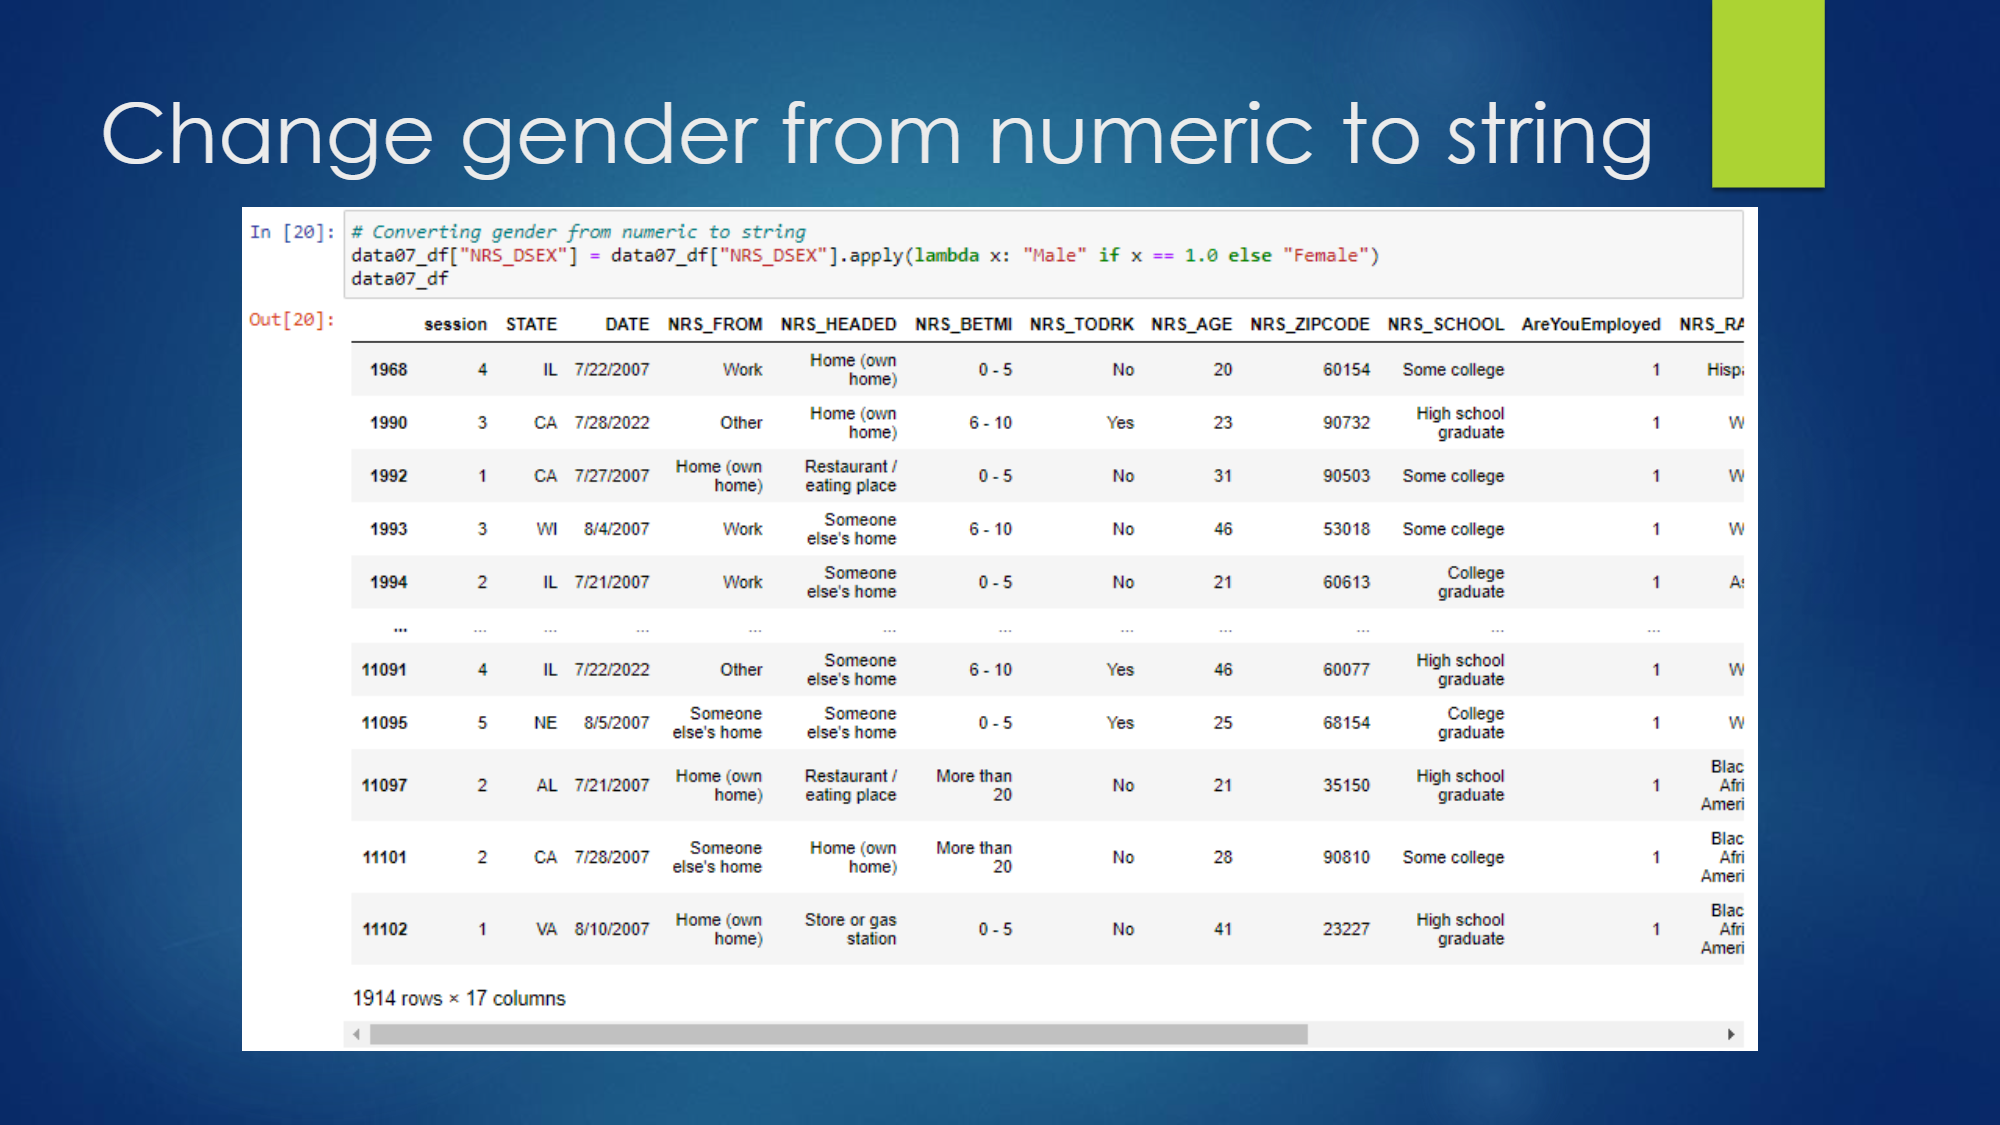 Change gender from numeric to string
In [20]: # Converting gender from numeric to string
data07_df["NRS_DSEX"] = data07_df["NRS_DSEX"].apply(lambda x: "Male" if x == 1.0 else "Female")
data07_df
Out[20]:
session STATE DATE NRS_FROM NRS_HEADED NRS_BETMI NRS_TODRK NRS_AGE NRS_ZIPCODE NRS_SCHOOL AreYouEmployed NRS_RA
1968 4 IL 7/22/2007 Work Home (own home) 0 - 5 No 20 60154 Some college 1 Hisp
1990 3 CA 7/28/2022 Other Home (own home) 6 - 10 Yes 23 90732 High school graduate 1 W
1992 1 CA 7/27/2007 Home (own home) Restaurant / eating place 0 - 5 No 31 90503 Some college 1 W
1993 3 WI 8/4/2007 Work Someone else's home 6 - 10 No 46 53018 Some college 1 W
1994 2 IL 7/21/2007 Work Someone else's home 0 - 5 No 21 60613 College graduate 1 As
... ... ... ... ... ... ... ... ... ... ... ...
11091 4 IL 7/22/2022 Other Someone else's home 6 - 10 Yes 46 60077 High school graduate 1 W
11095 5 NE 8/5/2007 Someone else's home Someone else's home 0 - 5 Yes 25 68154 College graduate 1 W
11097 2 AL 7/21/2007 Home (own home) Restaurant / eating place More than 20 No 21 35150 High school graduate 1 Blac Afri Ameri
11101 2 CA 7/28/2007 Someone else's home Home (own home) More than 20 No 28 90810 Some college 1 Blac Afri Ameri
11102 1 VA 8/10/2007 Home (own home) Store or gas station 0 - 5 No 41 23227 High school graduate 1 Blac Afri Ameri
1914 rows × 17 columns